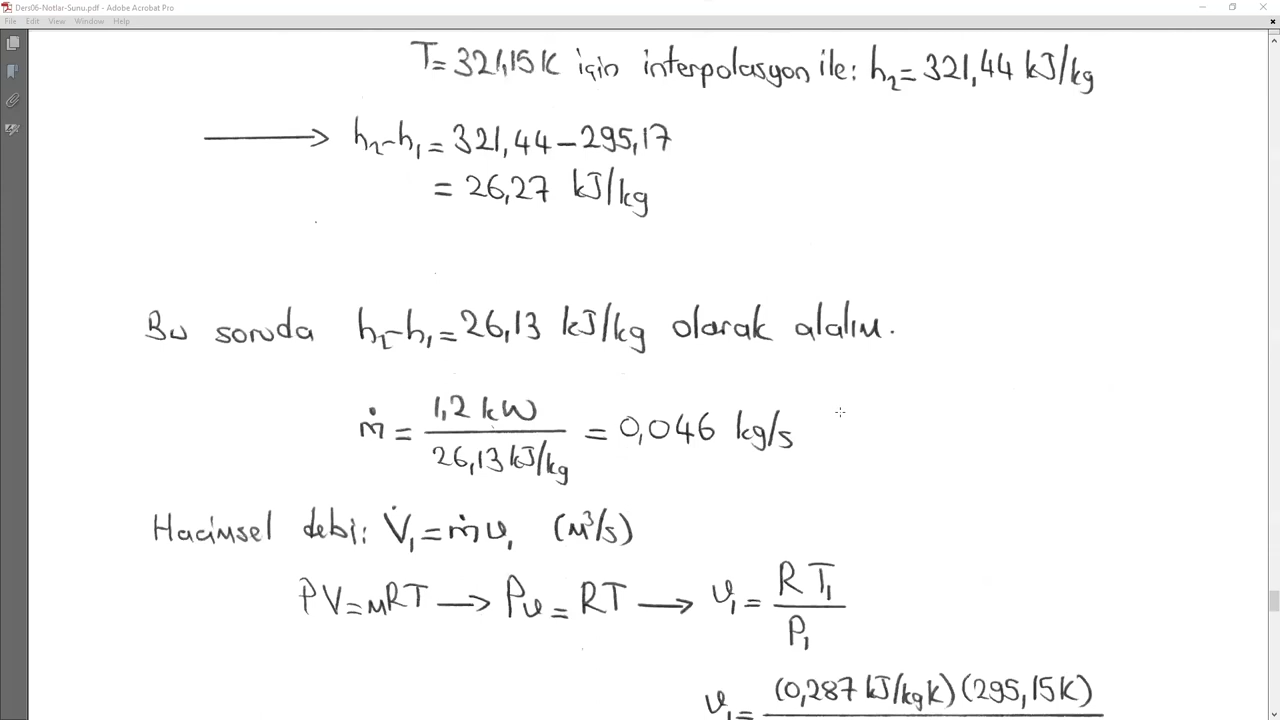 Ders06-Notlar-Sunu.pdf - Adobe Acrobat Pro
File Edit View Window Help
T=321,15K için interpolasyon ile: h₂=321,44 kJ/kg
→ h₂-h₁=321,44-295,17
=26,27 kJ/kg
Bu soruda h₂-h₁=26,13 kJ/kg olarak alalım.
ṁ = 1,2 kW / 26,13 kJ/kg = 0,046 kg/s
Hacimsel debi: V̇₁=ṁυ₁ (m³/s)
PV=mRT → Pυ=RT → υ₁ = RT₁ / P₁
υ₁ = (0,287 kJ/kgK)(295,15K)